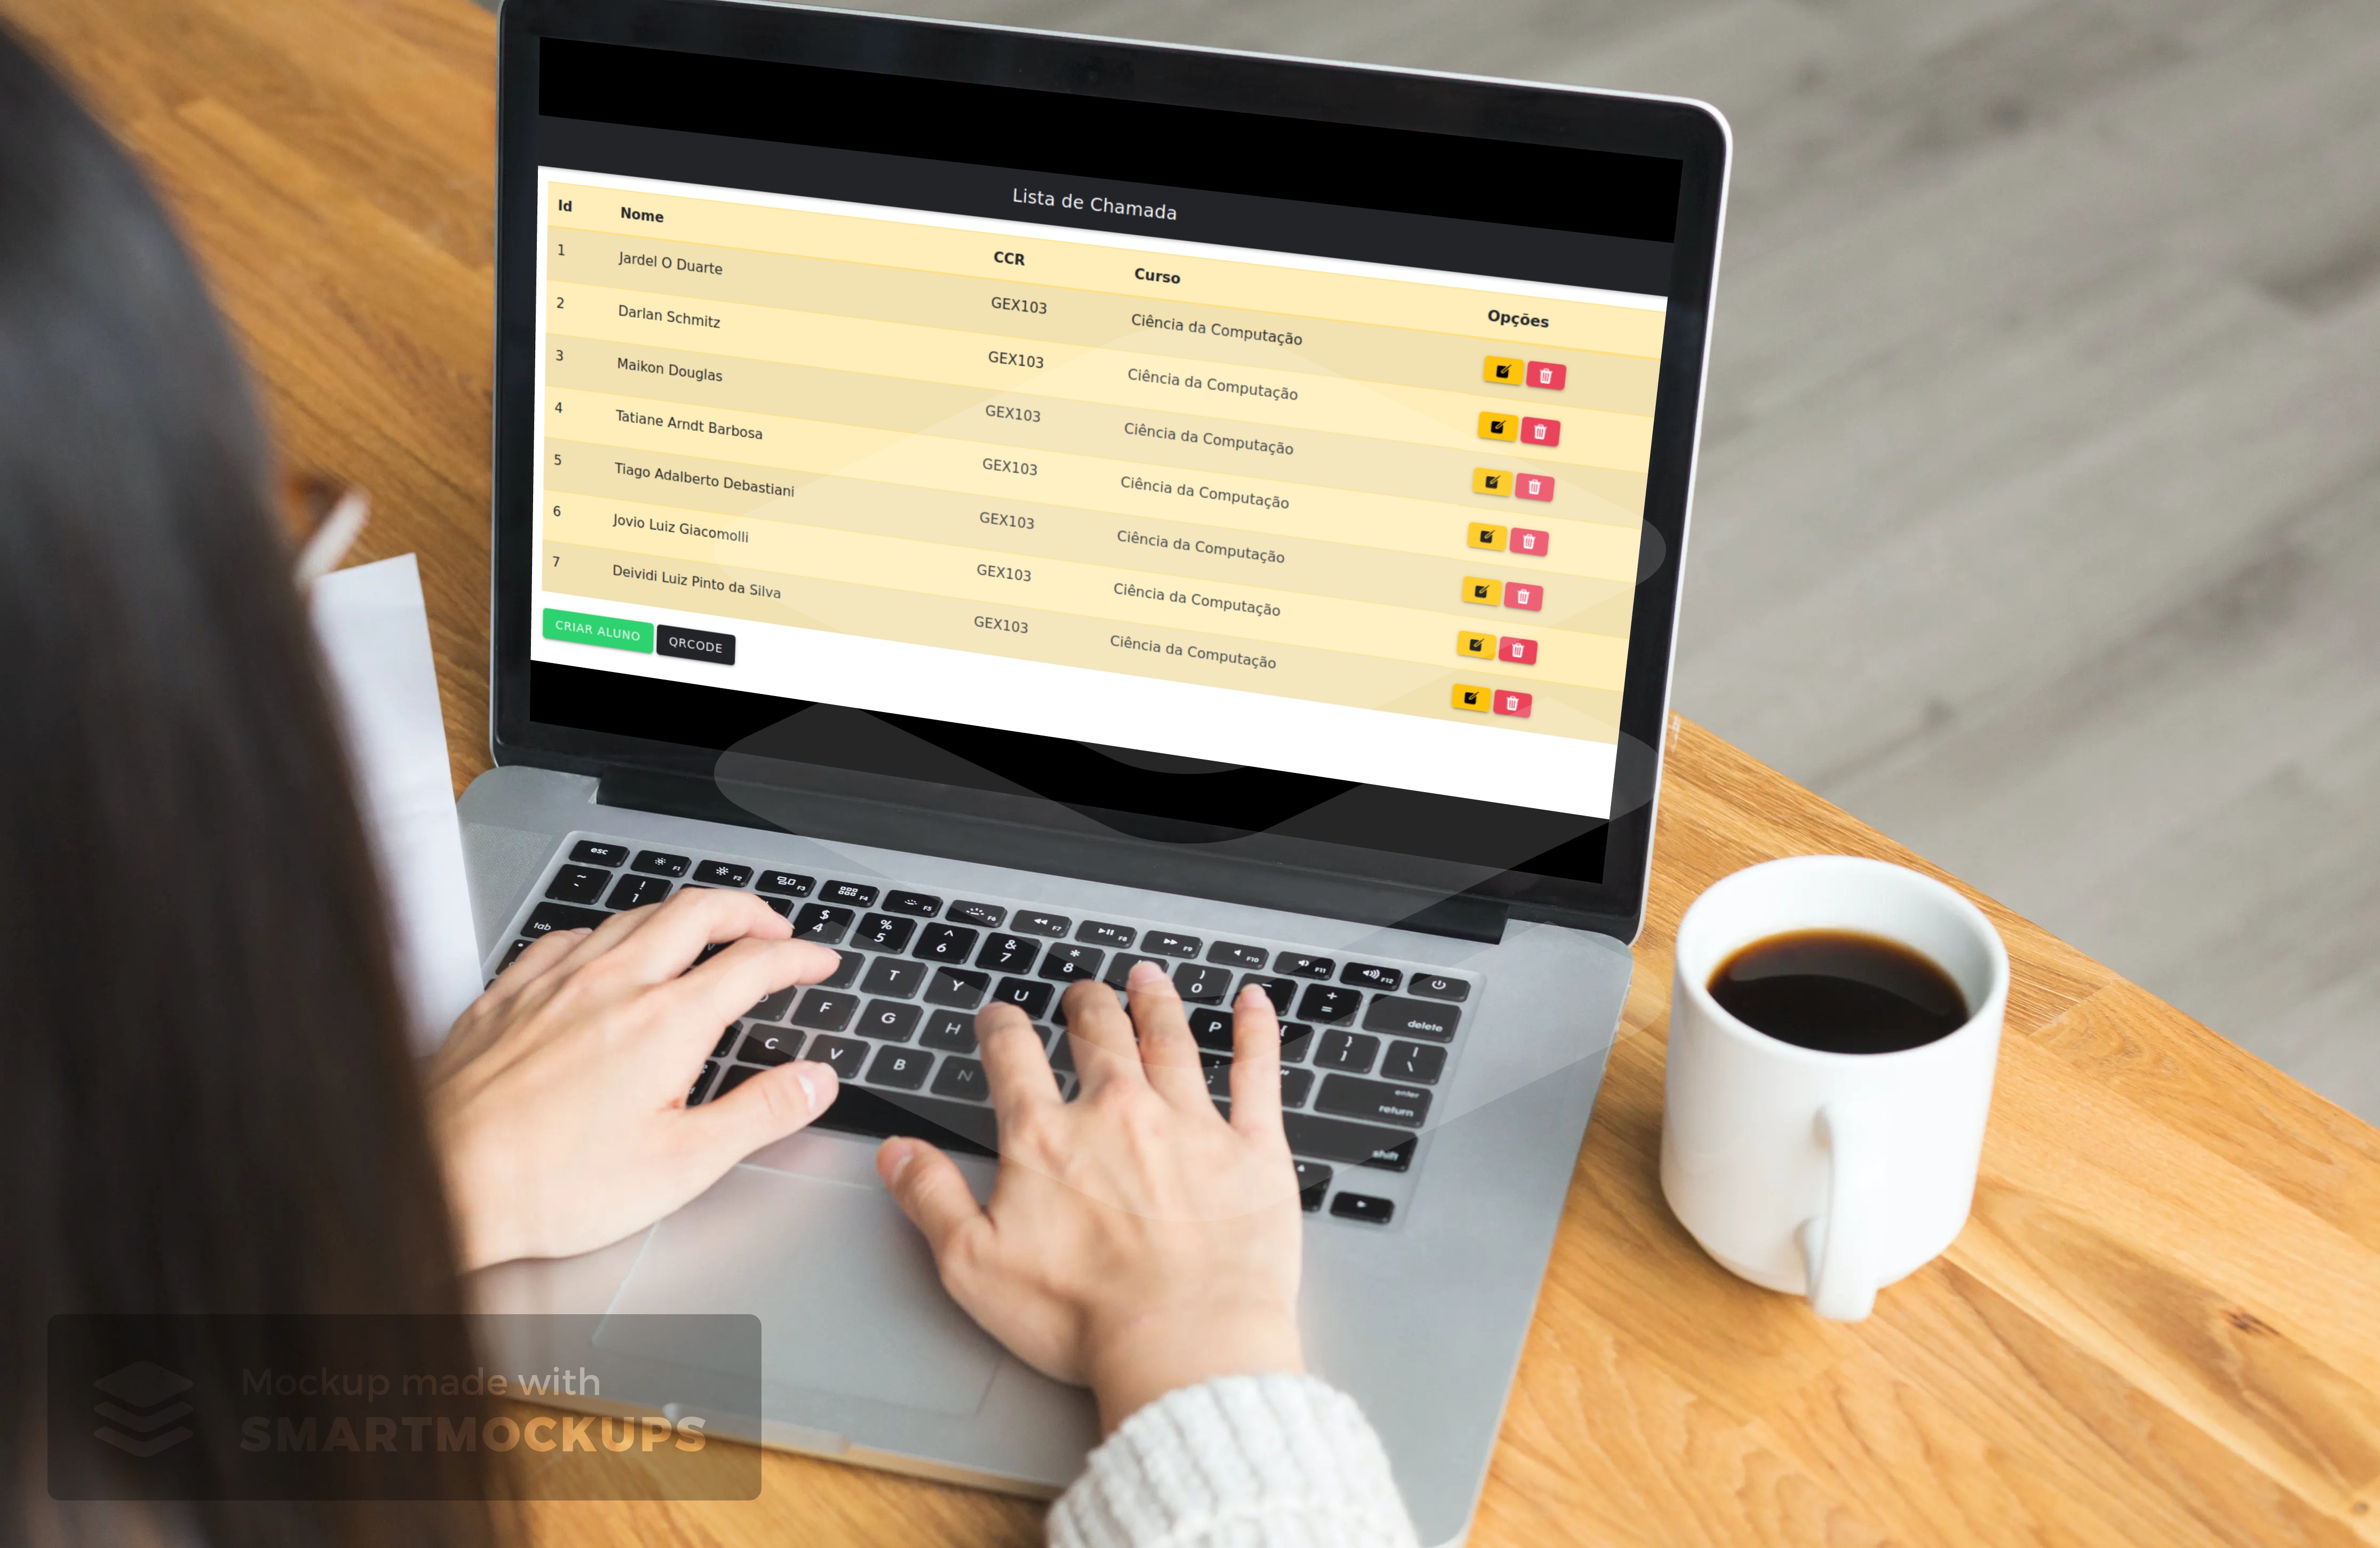 Lista de Chamada
Id Nome CCR Curso Opções
1 Jardel O Duarte GEX103 Ciência da Computação
2 Darlan Schmitz GEX103 Ciência da Computação
3 Maikon Douglas GEX103 Ciência da Computação
4 Tatiane Arndt Barbosa GEX103 Ciência da Computação
5 Tiago Adalberto Debastiani GEX103 Ciência da Computação
6 Jovio Luiz Giacomolli GEX103 Ciência da Computação
7 Deividi Luiz Pinto da Silva GEX103 Ciência da Computação
CRIAR ALUNO QRCODE
esc F1 F2 F3 F4 F5 F6 F7 F8 F9 F10 F11 F12
~ ` ! 1 $ 4 % 5 ^ 6 & 7 * 8 ) 0 - + = delete
tab T Y U P { } ] | \
F G H : ; " enter return
C V B N shift
Mockup made with
SMARTMOCKUPS